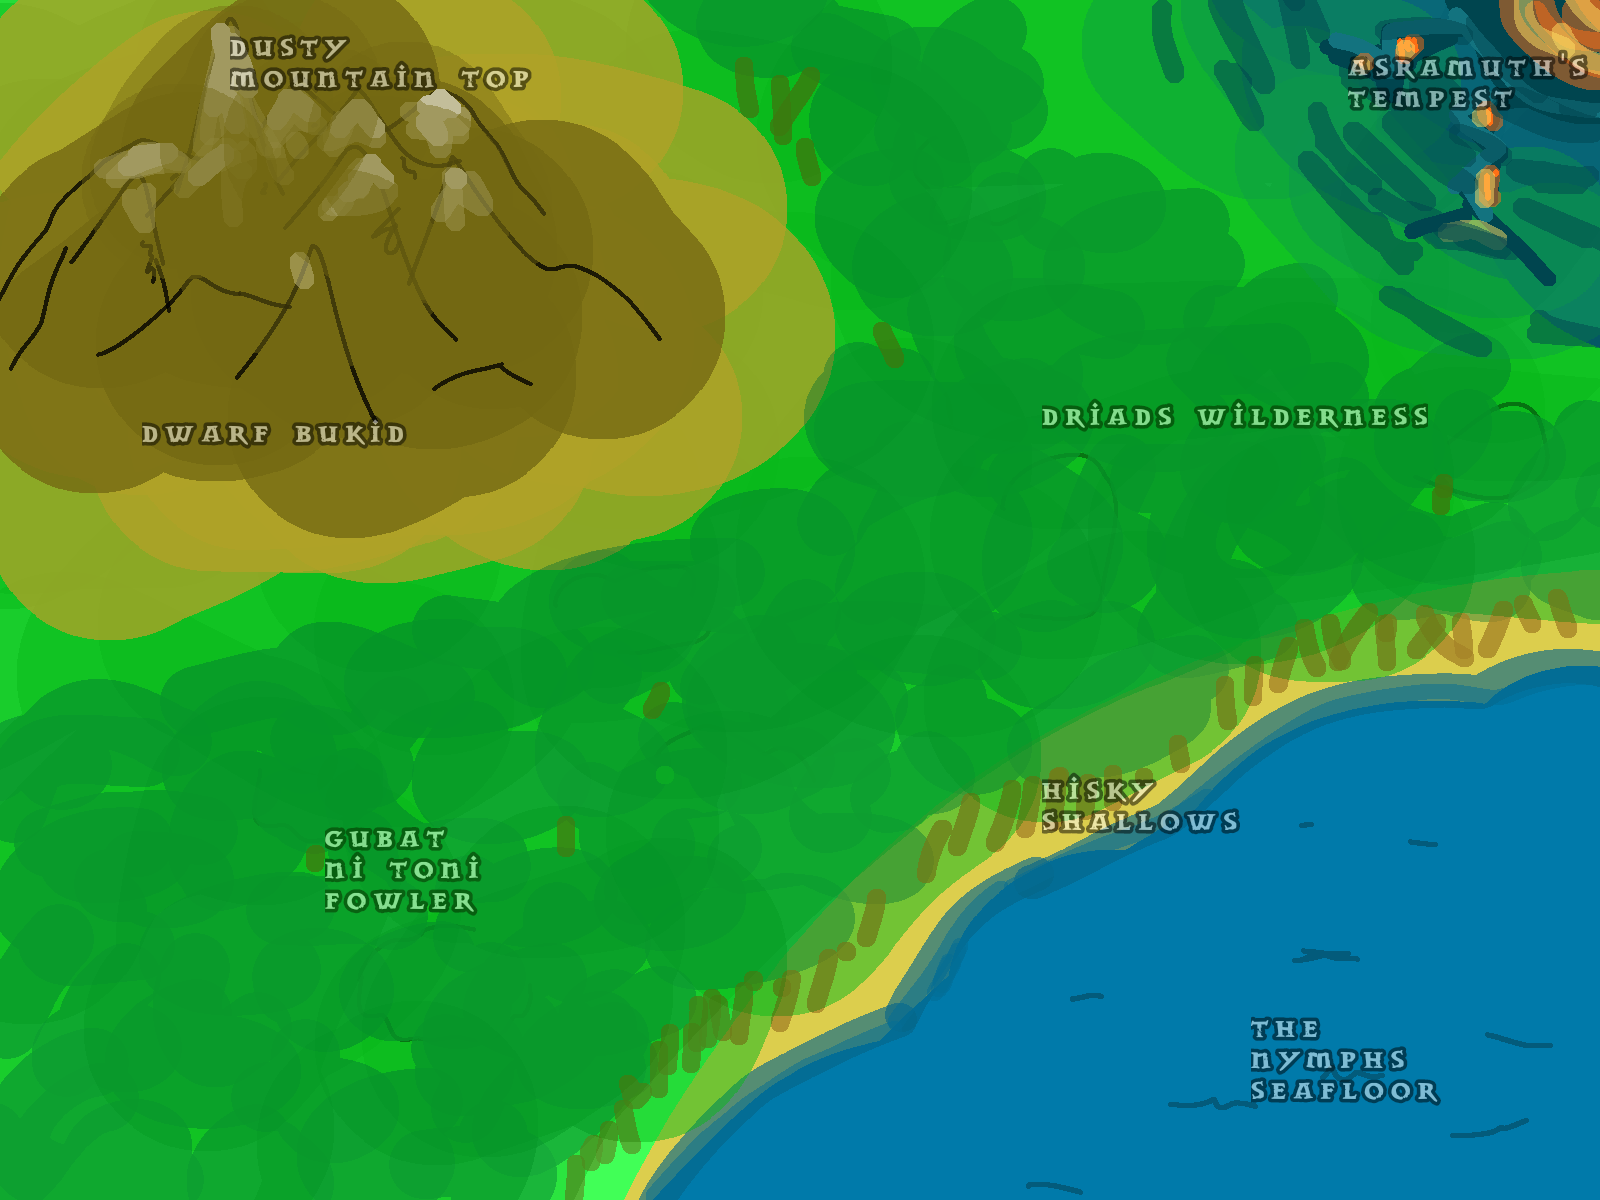 DUSTY
MOUNTAIN TOP
ASRAMUTH'S
TEMPEST
DWARF BUKID
DRIADS WILDERNESS
HISKY
SHALLOWS
GUBAT
NI TONI
FOWLER
THE
NYMPHS
SEAFLOOR